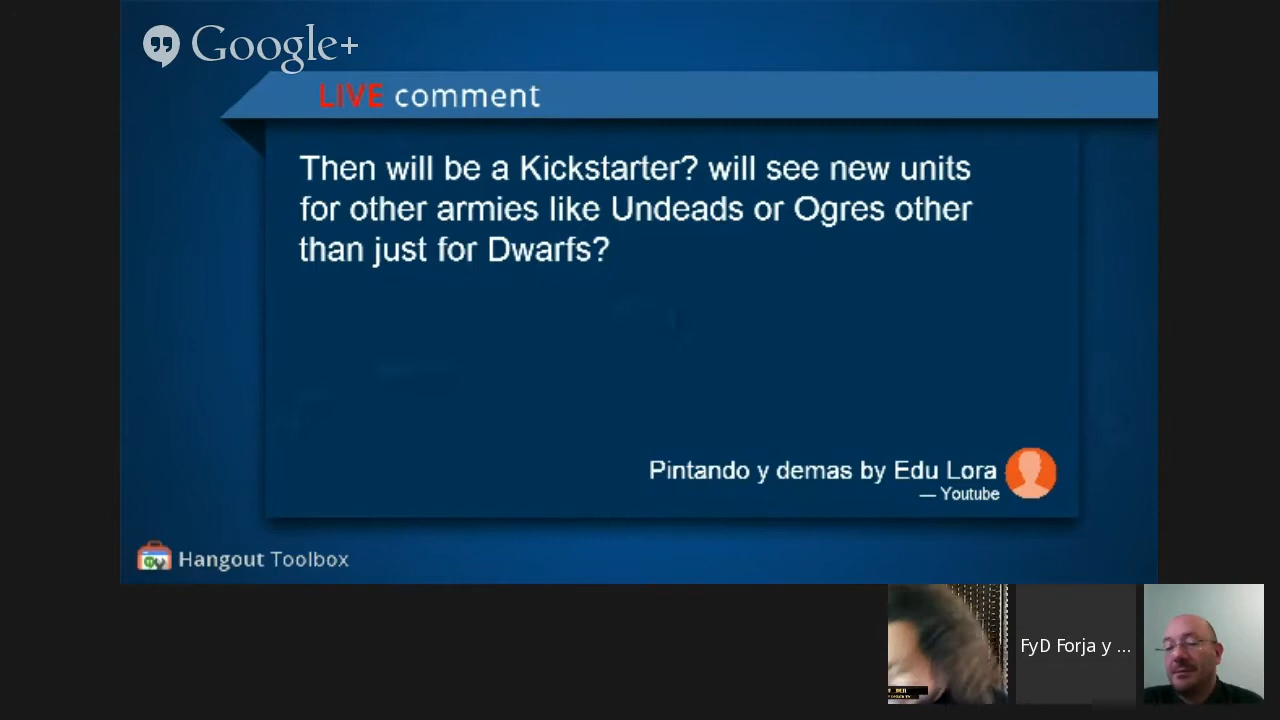 Google+
LIVE comment
Then will be a Kickstarter? will see new units
for other armies like Undeads or Ogres other
than just for Dwarfs?
Pintando y demas by Edu Lora
— Youtube
Hangout Toolbox
FyD Forja y ...